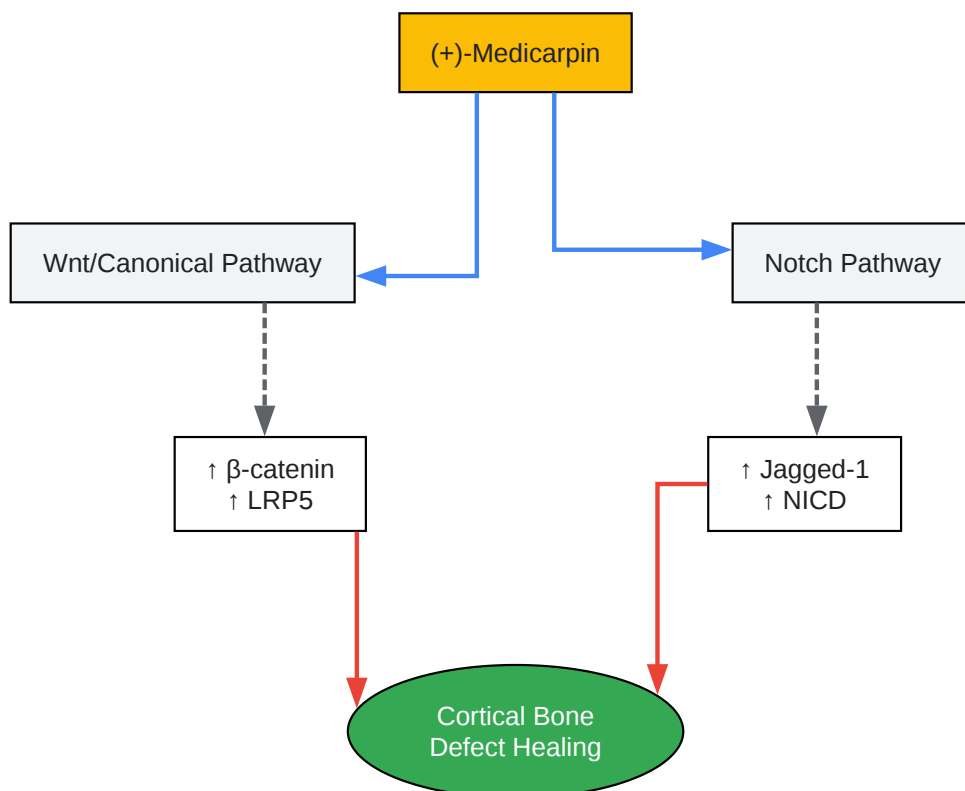 (+)-Medicarpin
Wnt/Canonical Pathway
Notch Pathway
↑ β-catenin
↑ LRP5
↑ Jagged-1
↑ NICD
Cortical Bone
Defect Healing